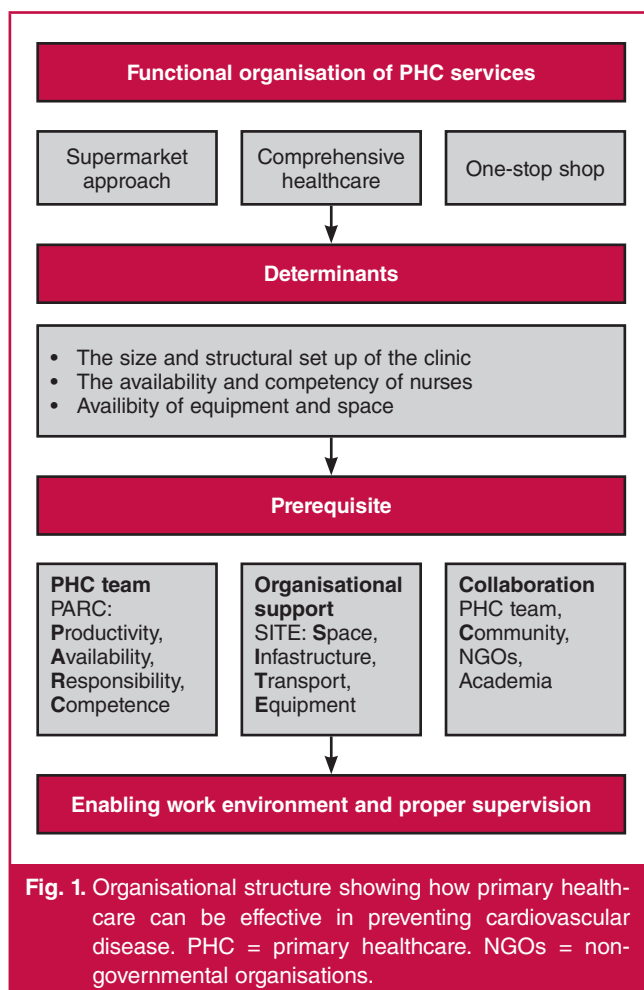 Functional organisation of PHC services
Supermarket
approach
Comprehensive
healthcare
One-stop shop
Determinants
• The size and structural set up of the clinic
• The availability and competency of nurses
• Availibity of equipment and space
Prerequisite
PHC team
PARC:
Productivity,
Availability,
Responsibility,
Competence
Organisational
support
SITE: Space,
Infastructure,
Transport,
Equipment
Collaboration
PHC team,
Community,
NGOs,
Academia
Enabling work environment and proper supervision
Fig. 1. Organisational structure showing how primary health-
care can be effective in preventing cardiovascular
disease. PHC = primary healthcare. NGOs = non-
governmental organisations.